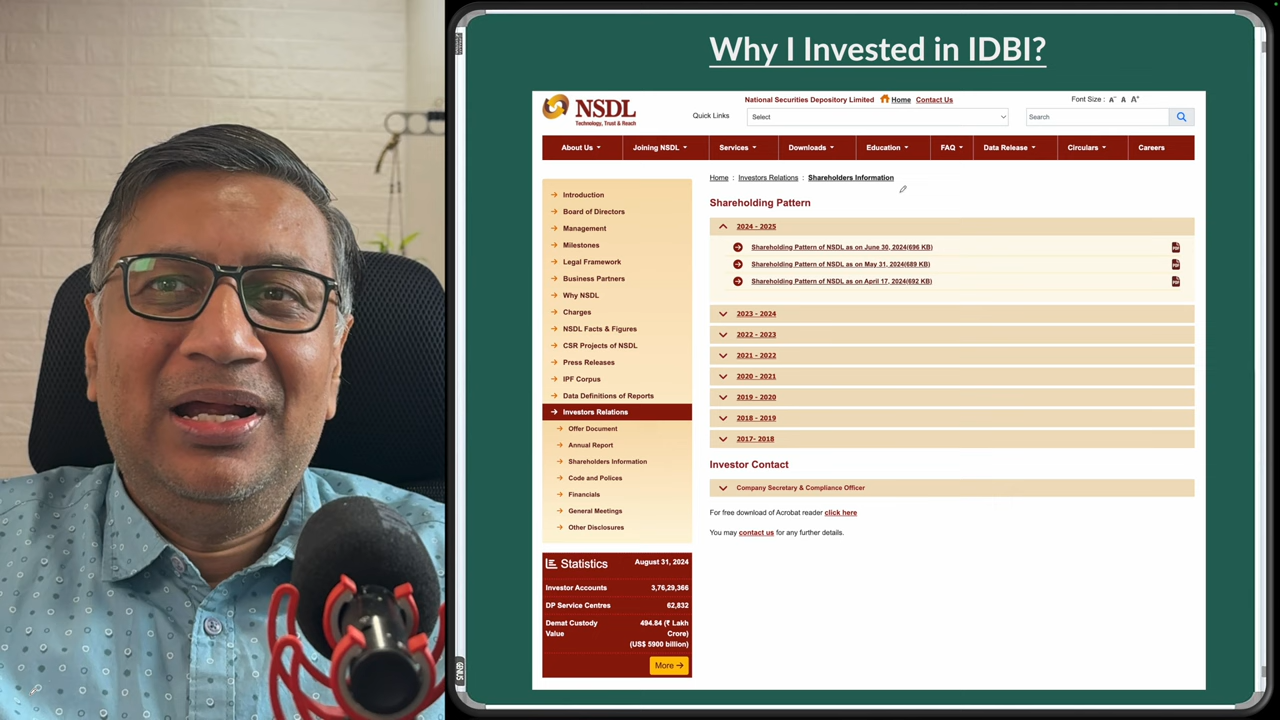 Why I Invested in IDBI?
NSDL
Technology, Trust & Reach
National Securities Depository Limited Home Contact Us
Font Size : A- A A+
Quick Links
Select
Search
About Us
Joining NSDL
Services
Downloads
Education
FAQ
Data Release
Circulars
Careers
Introduction
Board of Directors
Management
Milestones
Legal Framework
Business Partners
Why NSDL
Charges
NSDL Facts & Figures
CSR Projects of NSDL
Press Releases
IPF Corpus
Data Definitions of Reports
Investors Relations
Offer Document
Annual Report
Shareholders Information
Code and Polices
Financials
General Meetings
Other Disclosures
Statistics
August 31, 2024
Investor Accounts 3,76,29,366
DP Service Centres 62,832
Demat Custody 494.84 (₹ Lakh
Value Crore)
(US$ 5900 billion)
More →
Home : Investors Relations : Shareholders Information
Shareholding Pattern
2024 - 2025
Shareholding Pattern of NSDL as on June 30, 2024(696 KB)
Shareholding Pattern of NSDL as on May 31, 2024(689 KB)
Shareholding Pattern of NSDL as on April 17, 2024(692 KB)
2023 - 2024
2022 - 2023
2021 - 2022
2020 - 2021
2019 - 2020
2018 - 2019
2017- 2018
Investor Contact
Company Secretary & Compliance Officer
For free download of Acrobat reader click here
You may contact us for any further details.